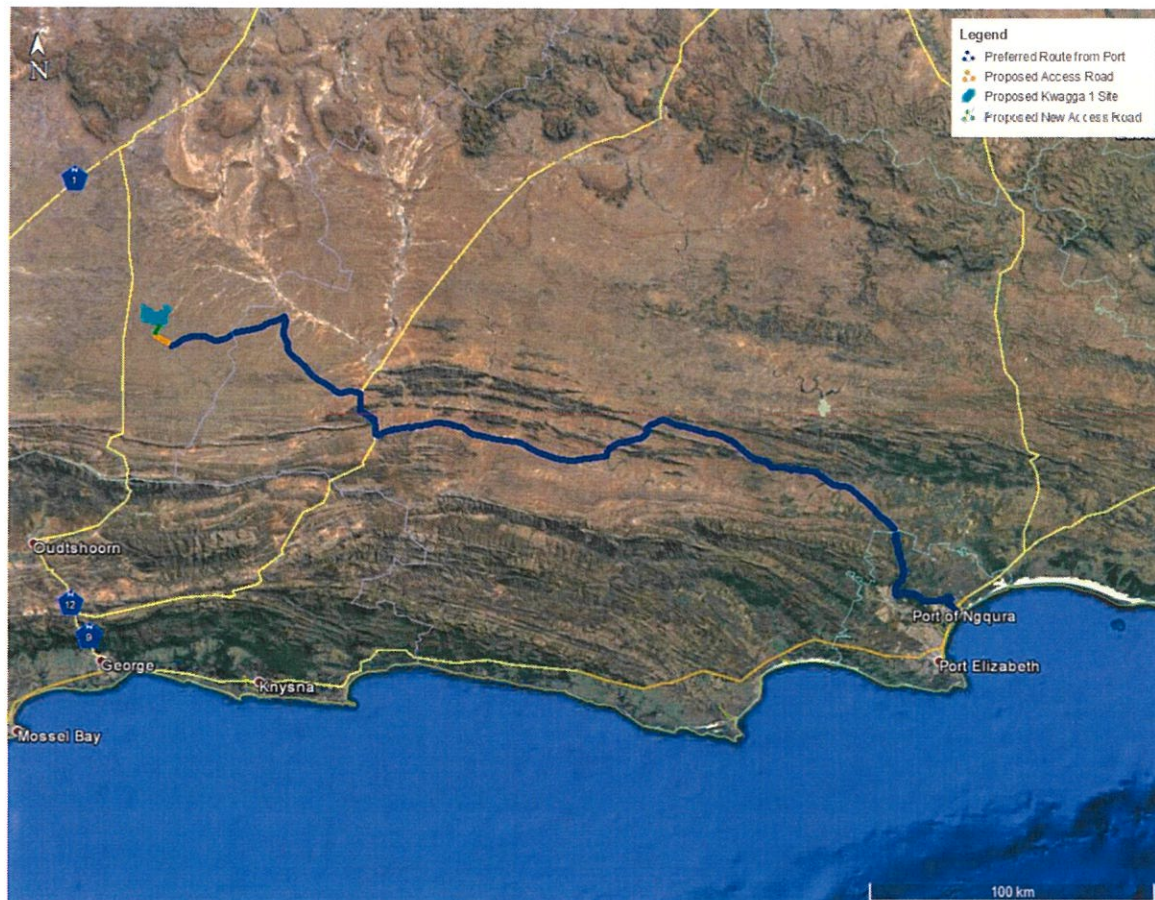 N
Legend
Preferred Route from Port
Proposed Access Road
Proposed Kwagga 1 Site
Proposed New Access Road
N
1
Oudtshoorn
N
12
N
9
George
Knysna
Mossel Bay
Port of Ngqura
Port Elizabeth
100 km